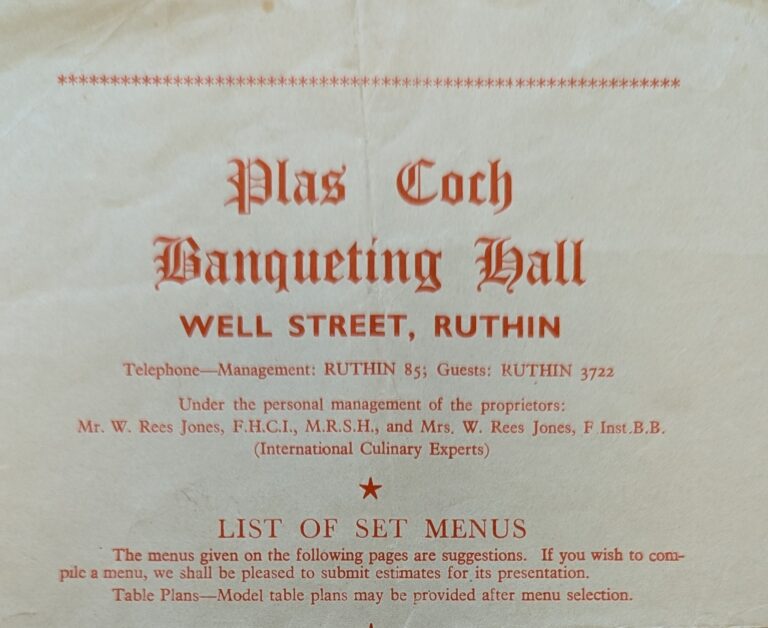 ******************************************************
Plas Coch
Banqueting Hall
WELL STREET, RUTHIN
Telephone—Management: RUTHIN 85; Guests: RUTHIN 3722
Under the personal management of the proprietors:
Mr. W. Rees Jones, F.H.C.I., M.R.S.H., and Mrs. W. Rees Jones, F Inst.B.B.
(International Culinary Experts)
★
LIST OF SET MENUS
The menus given on the following pages are suggestions. If you wish to com-
pile a menu, we shall be pleased to submit estimates for its presentation.
Table Plans—Model table plans may be provided after menu selection.